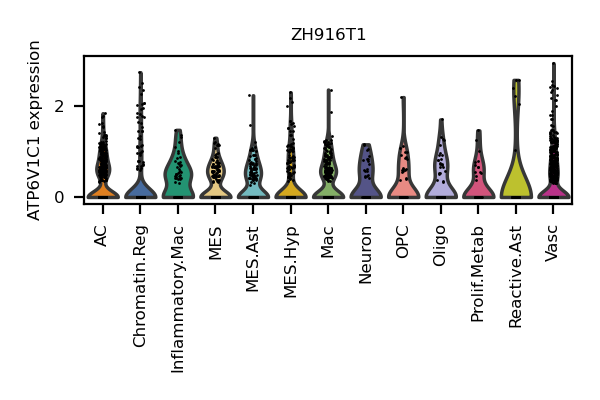 ZH916T1
ATP6V1C1 expression
2
0
AC
Chromatin.Reg
Inflammatory.Mac
MES
MES.Ast
MES.Hyp
Mac
Neuron
OPC
Oligo
Prolif.Metab
Reactive.Ast
Vasc